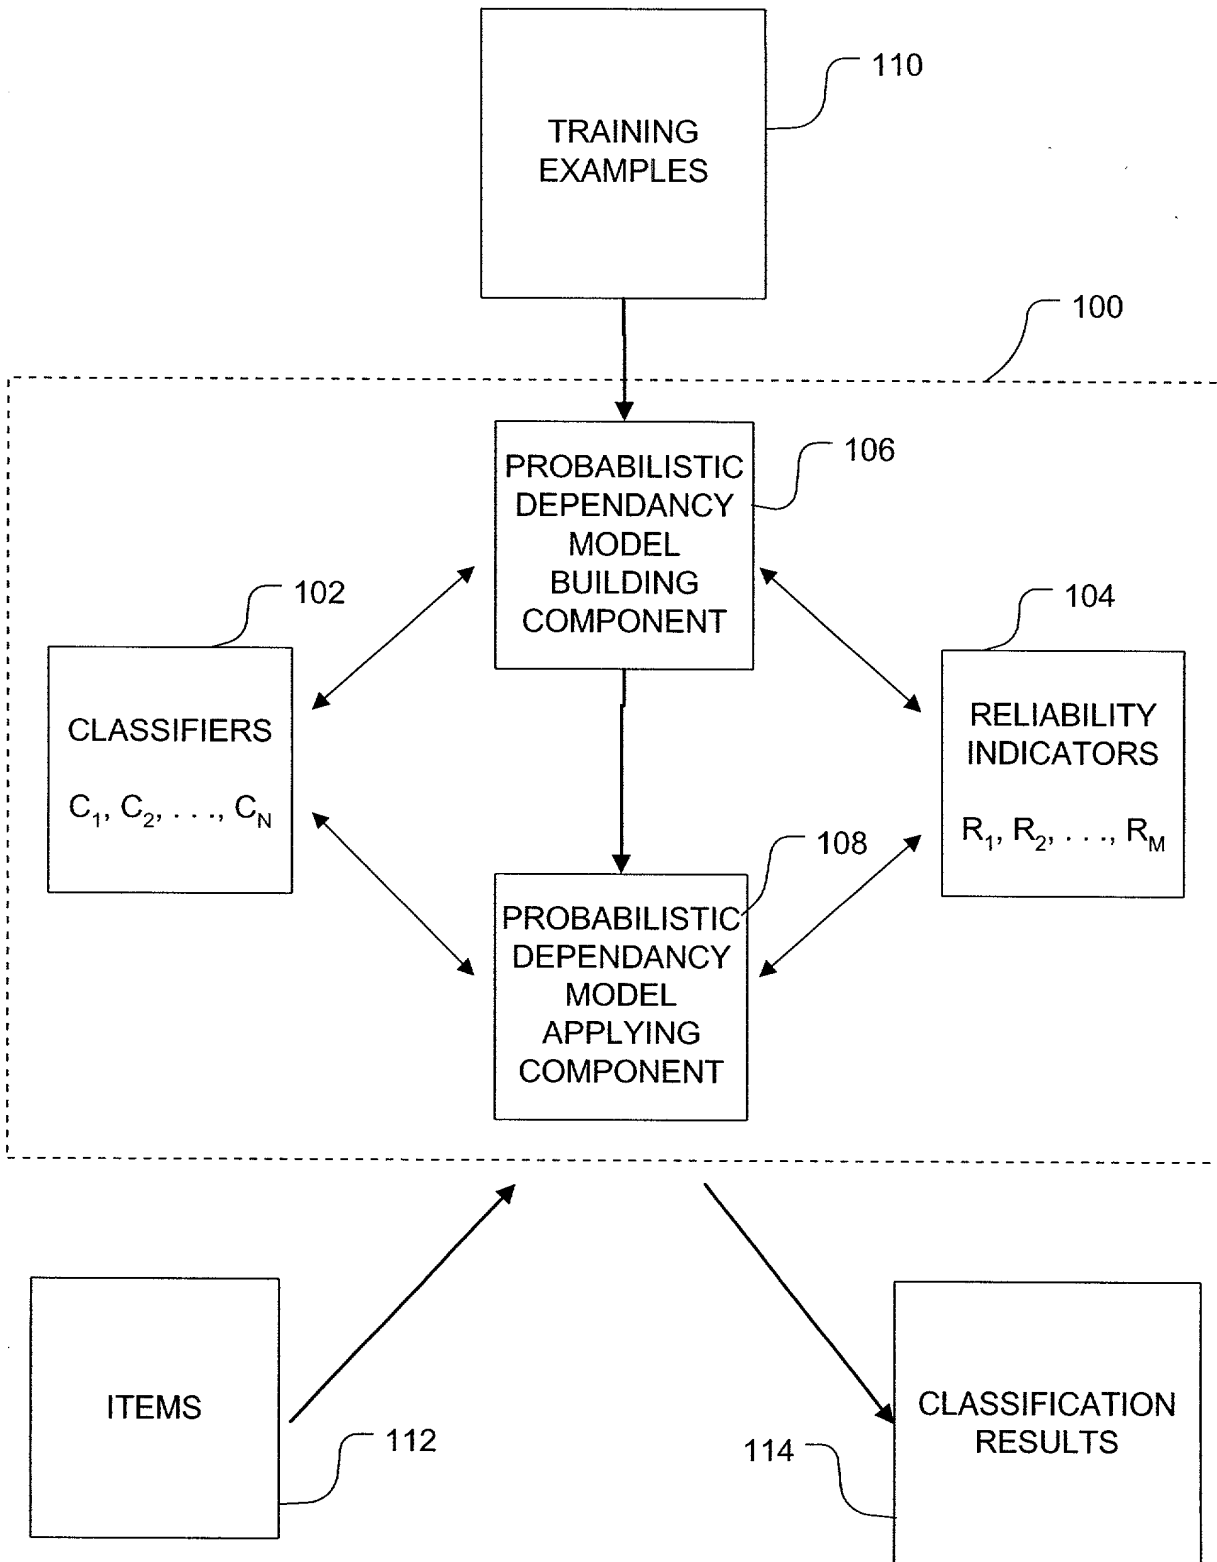 110
TRAINING
EXAMPLES
100
106
PROBABILISTIC
DEPENDANCY
MODEL
BUILDING
COMPONENT
102
CLASSIFIERS
C1, C2, . . ., CN
104
RELIABILITY
INDICATORS
R1, R2, . . ., RM
108
PROBABILISTIC
DEPENDANCY
MODEL
APPLYING
COMPONENT
ITEMS
112
CLASSIFICATION
RESULTS
114